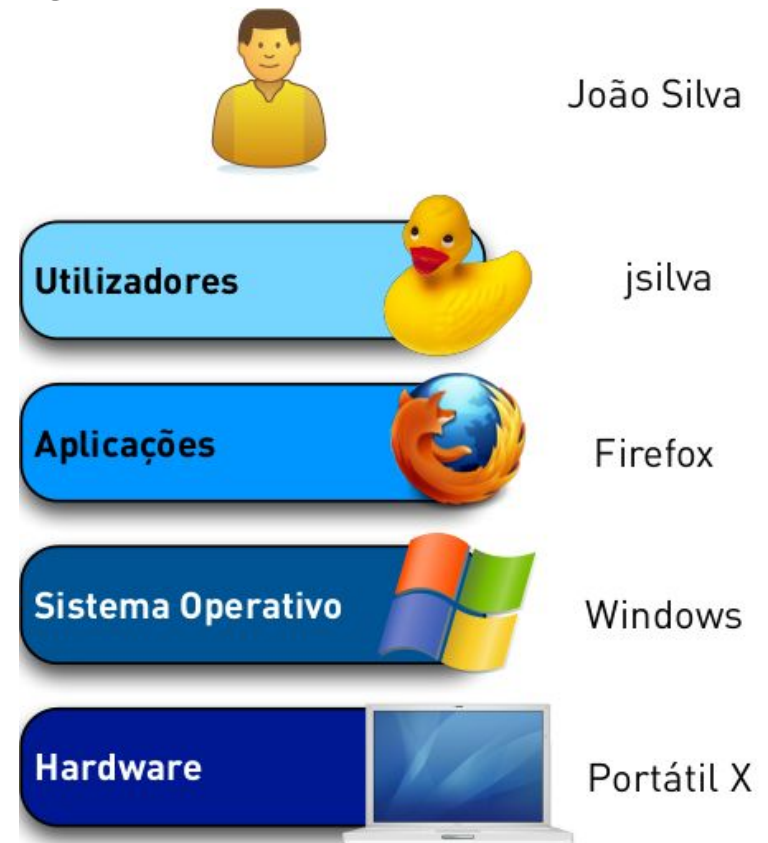 João Silva
Utilizadores
jsilva
Aplicações
Firefox
Sistema Operativo
Windows
Hardware
Portátil X